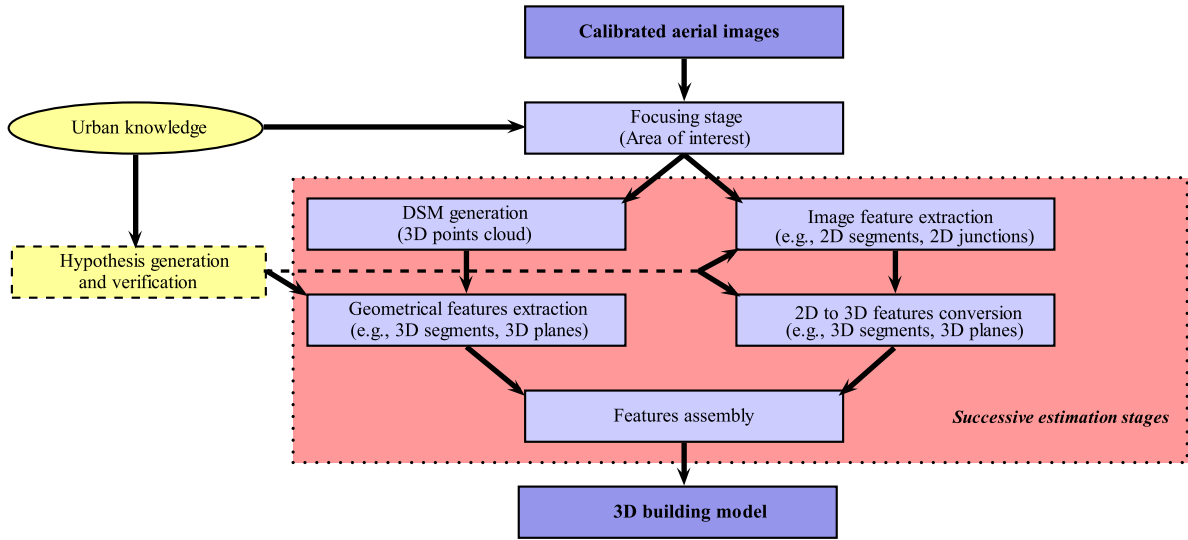 Calibrated aerial images
Urban knowledge
Focusing stage
(Area of interest)
DSM generation
(3D points cloud)
Image feature extraction
(e.g., 2D segments, 2D junctions)
Hypothesis generation
and verification
Geometrical features extraction
(e.g., 3D segments, 3D planes)
2D to 3D features conversion
(e.g., 3D segments, 3D planes)
Features assembly
Successive estimation stages
3D building model